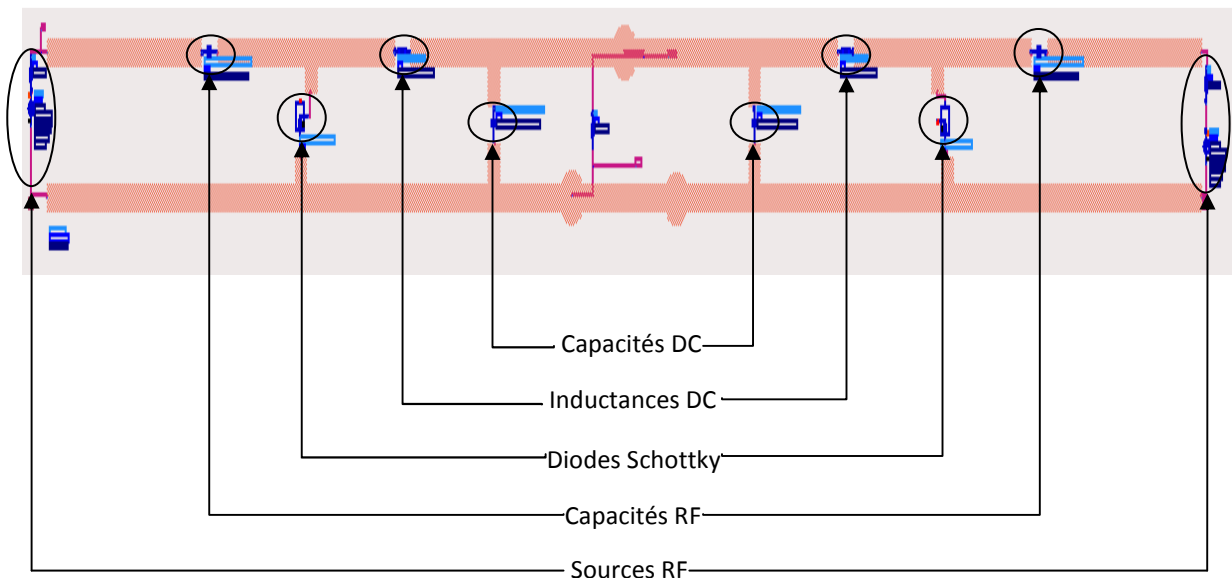 Capacités DC
Inductances DC
Diodes Schottky
Capacités RF
Sources RF